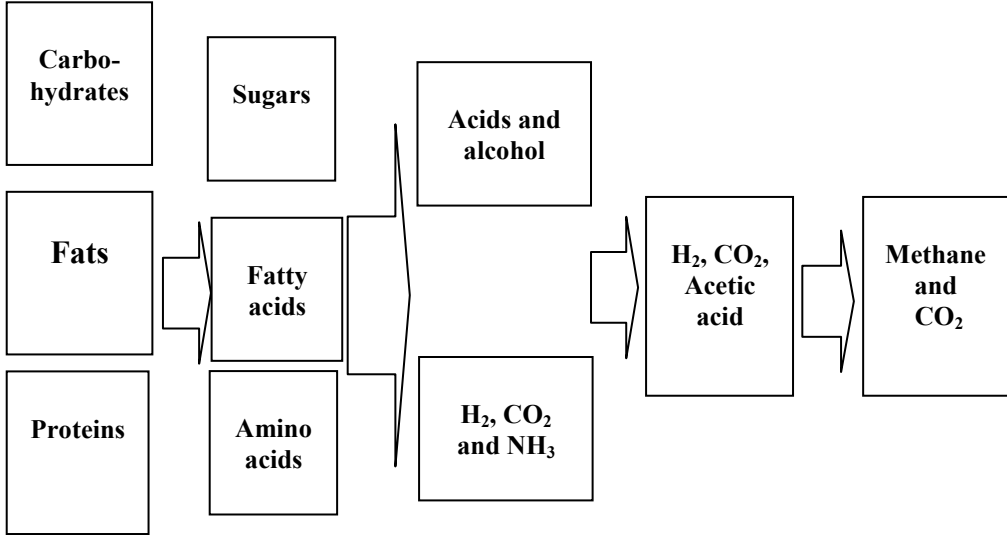 Carbo-
hydrates
Fats
Proteins
Sugars
Fatty
acids
Amino
acids
Acids and
alcohol
H₂, CO₂
and NH₃
H₂, CO₂,
Acetic
acid
Methane
and
CO₂